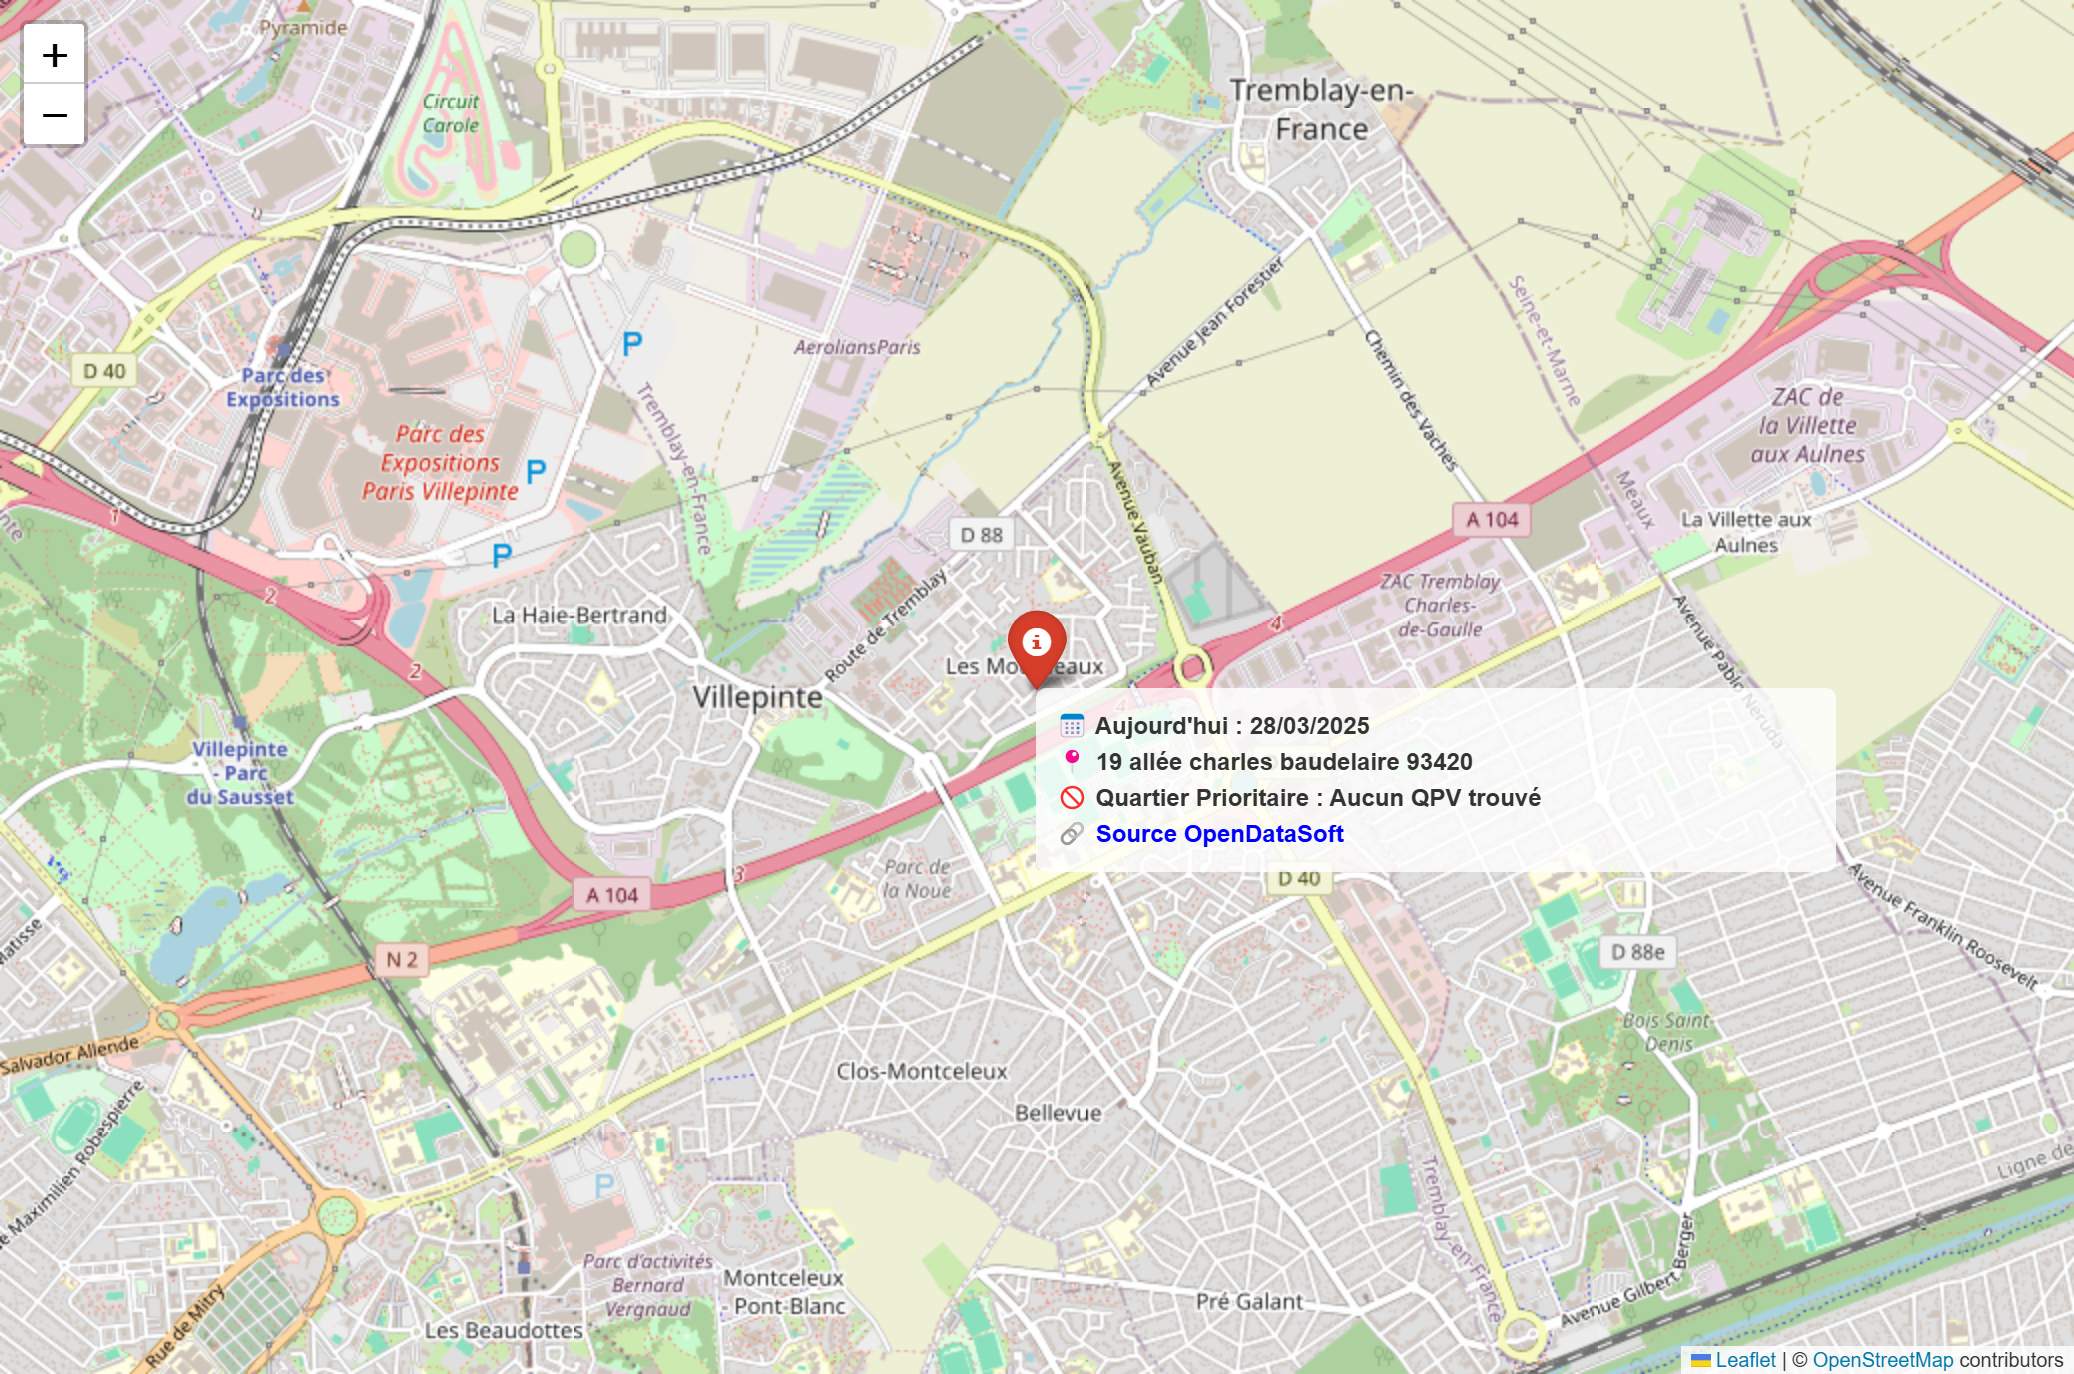 +
−
Pyramide
Circuit
Carole
Tremblay-en-
France
D 40
Parc des
Expositions
AeroliansParis
Avenue Jean Forestier
Chemin des Vaches
Seine-et-Marne
Meaux
ZAC de
la Villette
aux Aulnes
La Villette aux
Aulnes
Parc des
Expositions
Paris Villepinte
P
P
P
Tremblay-en-France
1
2
2
D 88
Avenue Vauban
A 104
La Haie-Bertrand
Route de Tremblay
Les Mo
eaux
4
ZAC Tremblay
Charles-
de-Gaulle
Avenue Pablo Neruda
Villepinte
4
Villepinte
- Parc
du Sausset
Aujourd'hui : 28/03/2025
19 allée charles baudelaire 93420
Quartier Prioritaire : Aucun QPV trouvé
Source OpenDataSoft
3
A 104
Parc de
la Noue
D 40
Avenue Franklin Roosevelt
N 2
D 88e
Bois Saint-
Denis
Salvador Allende
Maximilien Robespierre
Clos-Montceleux
Bellevue
Tremblay-en-France
Ligne de
P
Parc d'activités
Bernard
Vergnaud
Montceleux
- Pont-Blanc
Pré Galant
Avenue Gilbert Berger
Rue de Mitry
Les Beaudottes
Leaflet | © OpenStreetMap contributors